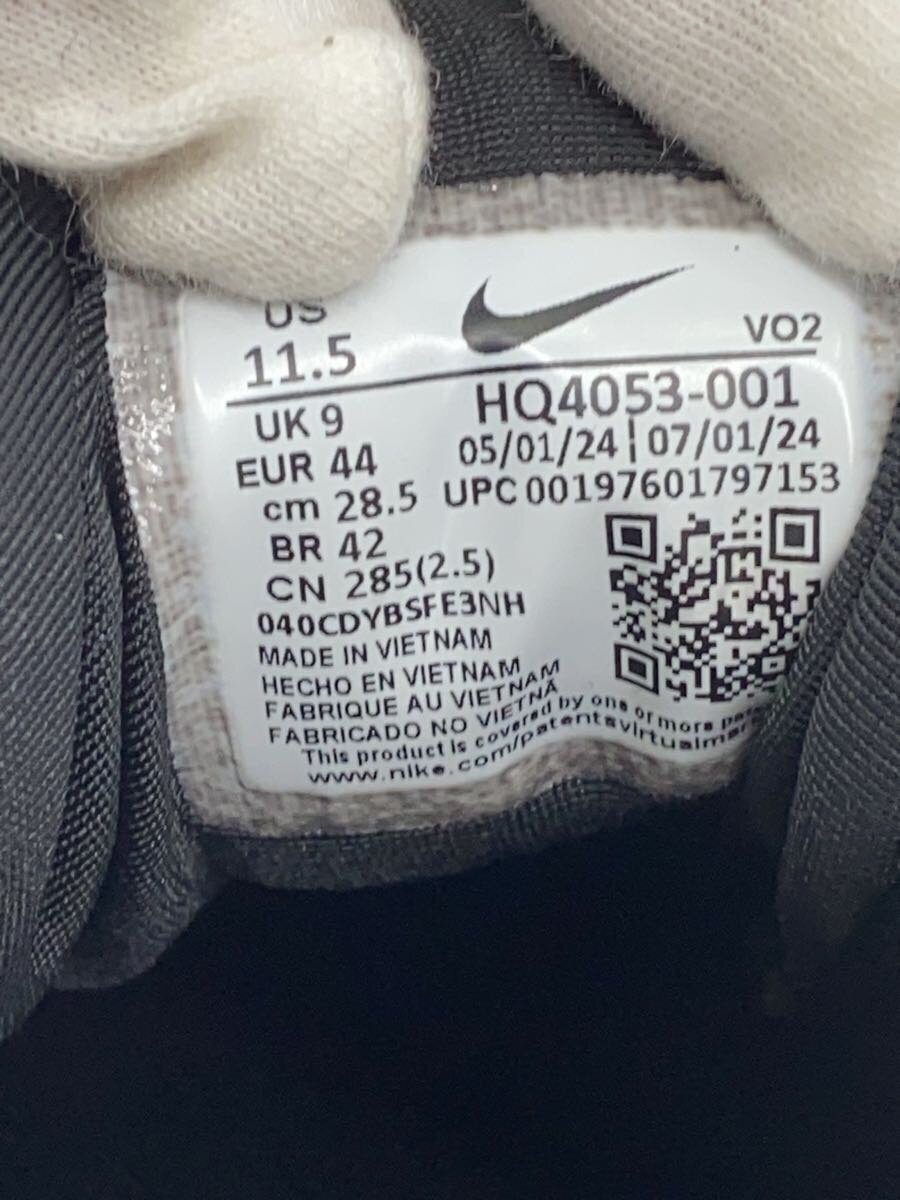 US
11.5
VO2
UK 9
HQ4053-001
EUR 44
05/01/24 | 07/01/24
cm 28.5
UPC 00197601797153
BR 42
CN 285(2.5)
040CDYBSFE3NH
MADE IN VIETNAM
HECHO EN VIETNAM
FABRIQUE AU VIETNAM
FABRICADO NO VIETNÃ
This product is covered by one or more
www.nike.com/patents